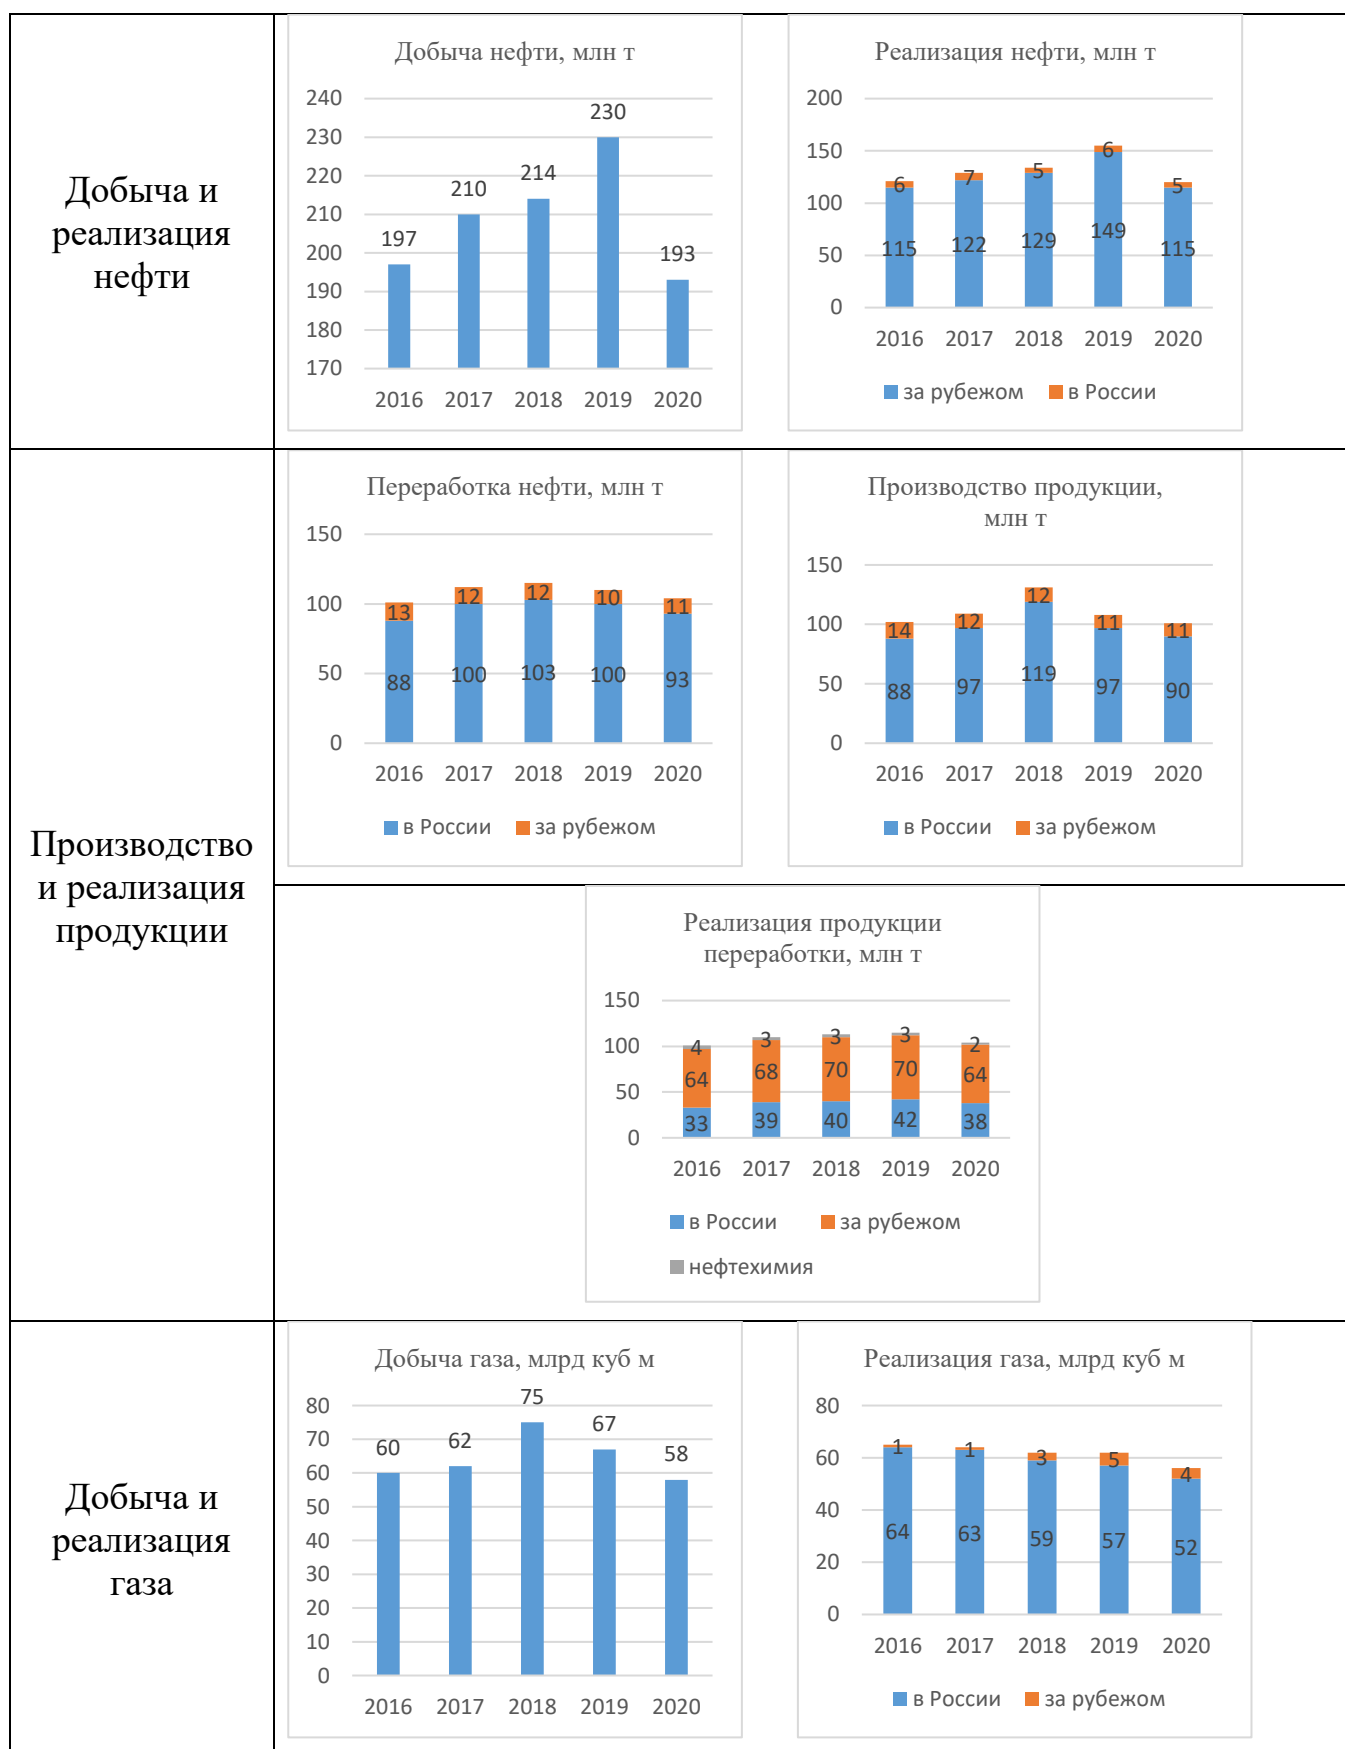 Добыча и
реализация
нефти
Добыча нефти, млн т
240
230
220
210
200
190
180
170
197
210
214
230
193
2016 2017 2018 2019 2020
Реализация нефти, млн т
200
150
100
50
0
6 7 5 6 5
115 122 129 149 115
2016 2017 2018 2019 2020
за рубежом в России
Производство
и реализация
продукции
Переработка нефти, млн т
150
100
50
0
13 12 12 10 11
88 100 103 100 93
2016 2017 2018 2019 2020
в России за рубежом
Производство продукции,
млн т
150
100
50
0
14 12 12 11 11
88 97 119 97 90
2016 2017 2018 2019 2020
в России за рубежом
Реализация продукции
переработки, млн т
150
100
50
0
4 3 3 3 2
64 68 70 70 64
33 39 40 42 38
2016 2017 2018 2019 2020
в России за рубежом
нефтехимия
Добыча и
реализация
газа
Добыча газа, млрд куб м
80
70
60
50
40
30
20
10
0
60 62 75 67 58
2016 2017 2018 2019 2020
Реализация газа, млрд куб м
80
60
40
20
0
1 1 3 5 4
64 63 59 57 52
2016 2017 2018 2019 2020
в России за рубежом